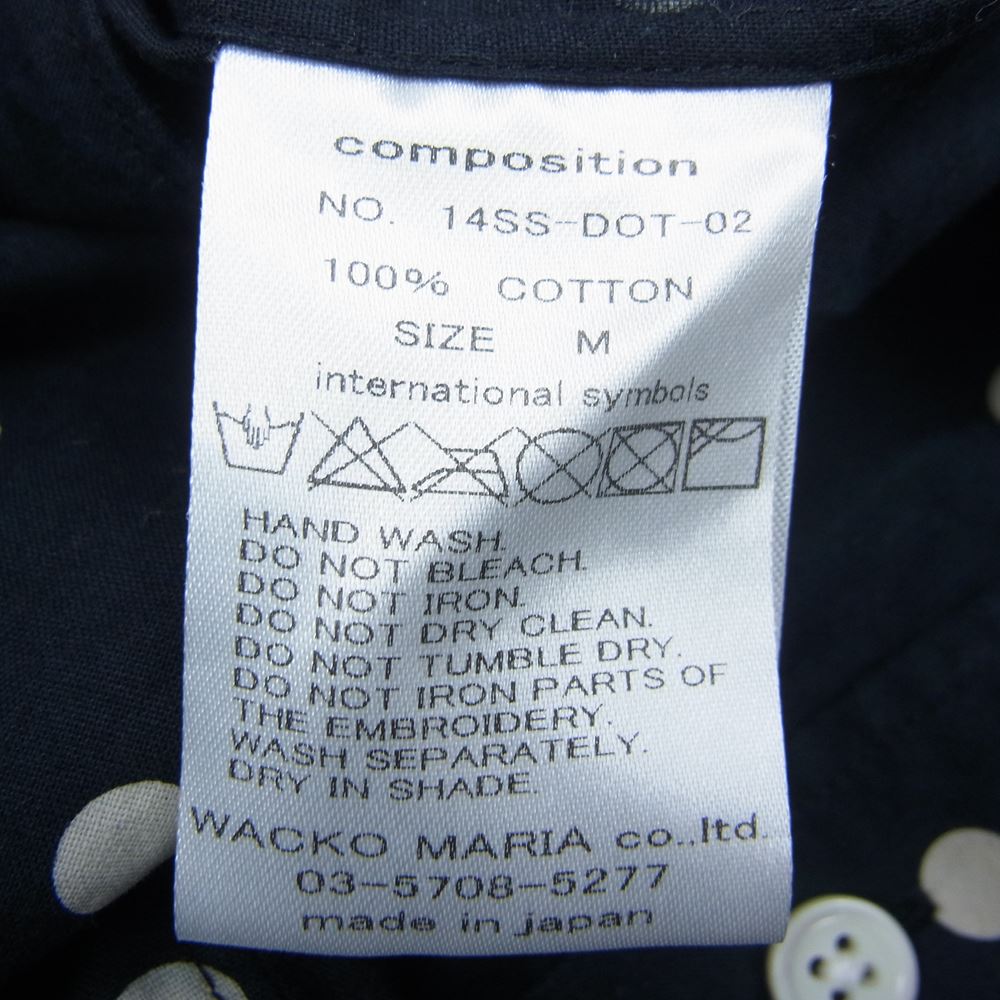 composition
NO. 14SS-DOT-02
100% COTTON
SIZE M
international symbols
HAND WASH.
DO NOT BLEACH.
DO NOT IRON.
DO NOT DRY CLEAN.
DO NOT TUMBLE DRY.
DO NOT IRON PARTS OF
THE EMBROIDERY.
WASH SEPARATELY.
DRY IN SHADE.
WACKO MARIA co.,ltd.
03-5708-5277
made in japan